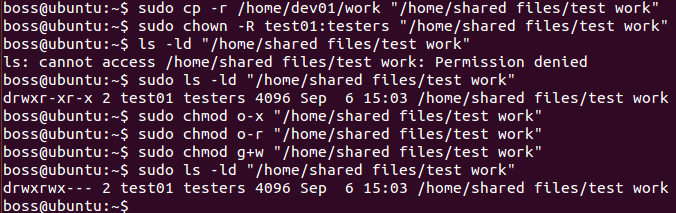 boss@ubuntu:~$ sudo cp -r /home/dev01/work "/home/shared files/test work"
boss@ubuntu:~$ sudo chown -R test01:testers "/home/shared files/test work"
boss@ubuntu:~$ ls -ld "/home/shared files/test work"
ls: cannot access /home/shared files/test work: Permission denied
boss@ubuntu:~$ sudo ls -ld "/home/shared files/test work"
drwxr-xr-x 2 test01 testers 4096 Sep  6 15:03 /home/shared files/test work
boss@ubuntu:~$ sudo chmod o-x "/home/shared files/test work"
boss@ubuntu:~$ sudo chmod o-r "/home/shared files/test work"
boss@ubuntu:~$ sudo chmod g+w "/home/shared files/test work"
boss@ubuntu:~$ sudo ls -ld "/home/shared files/test work"
drwxrwx--- 2 test01 testers 4096 Sep  6 15:03 /home/shared files/test work
boss@ubuntu:~$